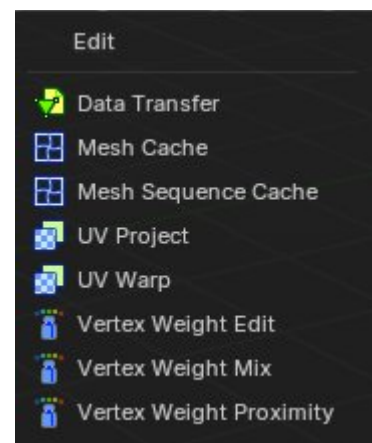 Edit
Data Transfer
Mesh Cache
Mesh Sequence Cache
UV Project
UV Warp
Vertex Weight Edit
Vertex Weight Mix
Vertex Weight Proximity